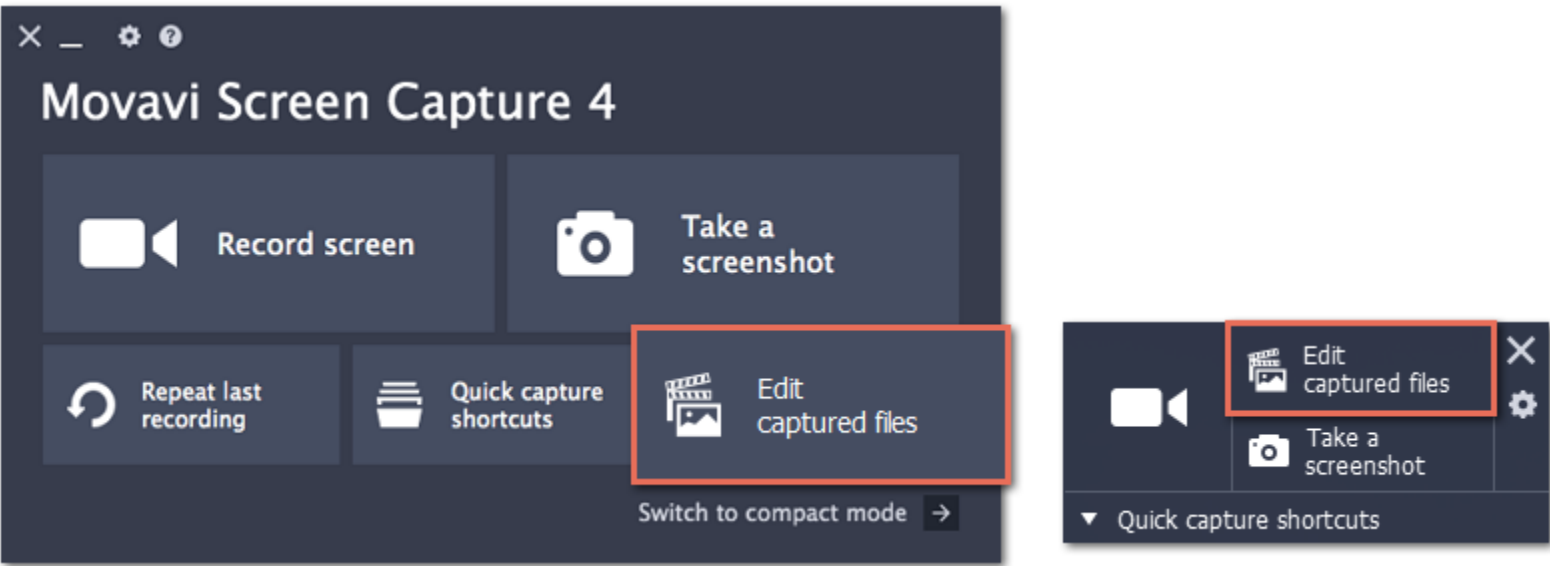 Movavi Screen Capture 4
Record screen
Take a
screenshot
Repeat last
recording
Quick capture
shortcuts
Edit
captured files
Switch to compact mode
Edit
captured files
Take a
screenshot
Quick capture shortcuts